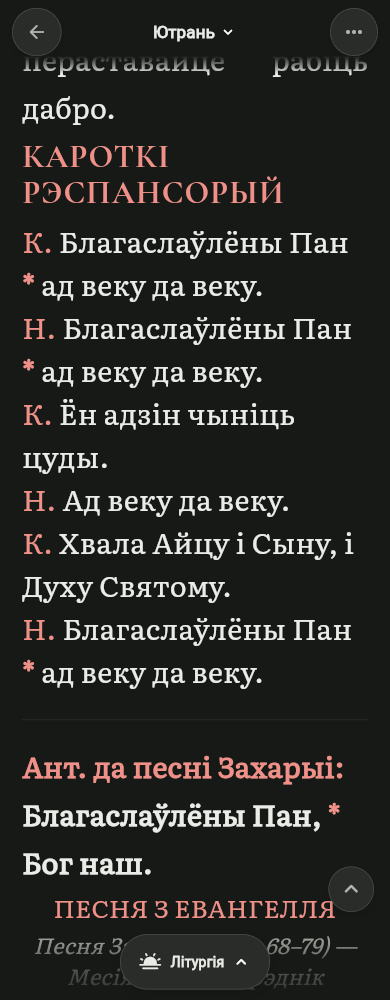 Ютрань
пераставарайце рабіць
дабро.
КАРОТКІ
РЭСПАНСОРЫЙ
К. Благаслаўлёны Пан
* ад веку да веку.
Н. Благаслаўлёны Пан
* ад веку да веку.
К. Ён адзін чыніць
цуды.
Н. Ад веку да веку.
К. Хвала Айцу і Сыну, і
Духу Святому.
Н. Благаслаўлёны Пан
* ад веку да веку.
Ант. да песні Захарыі:
Благаслаўлёны Пан, *
Бог наш.
ПЕСНЯ З ЕВАНГЕЛЛЯ
Песня 68–79) —
Літургія